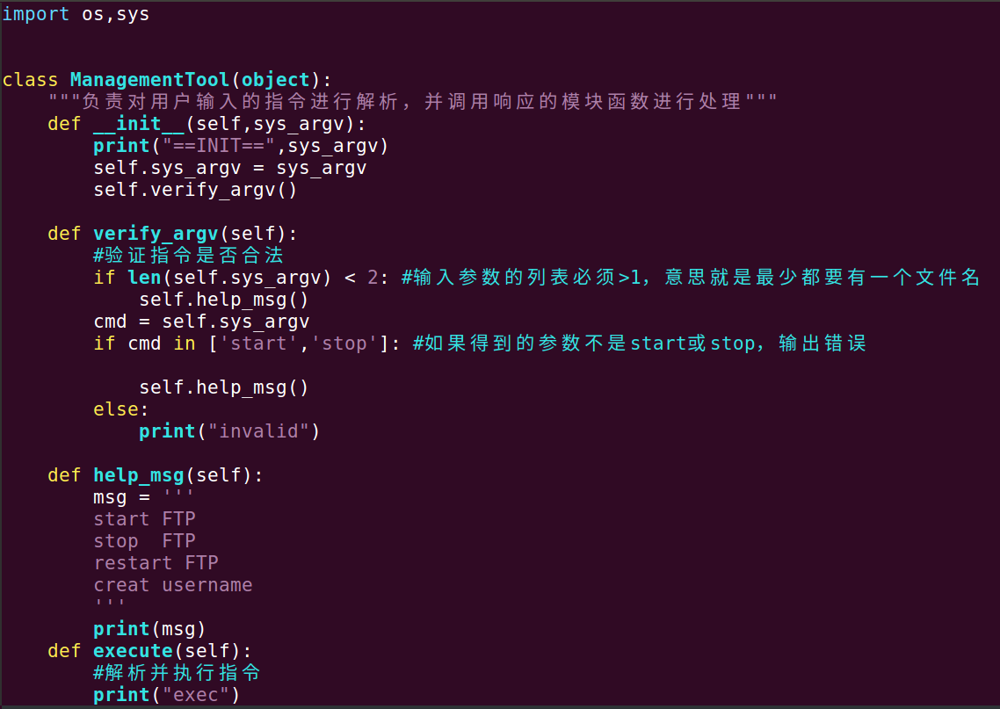 import os,sys
class ManagementTool(object):
"""负责对用户输入的指令进行解析，并调用响应的模块函数进行处理"""
def __init__(self,sys_argv):
print("==INIT==",sys_argv)
self.sys_argv = sys_argv
self.verify_argv()
def verify_argv(self):
#验证指令是否合法
if len(self.sys_argv) < 2: #输入参数的列表必须>1，意思就是最少都要有一个文件名
self.help_msg()
cmd = self.sys_argv
if cmd in ['start','stop']: #如果得到的参数不是start或stop，输出错误
self.help_msg()
else:
print("invalid")
def help_msg(self):
msg = '''
start FTP
stop  FTP
restart FTP
creat username
'''
print(msg)
def execute(self):
#解析并执行指令
print("exec")